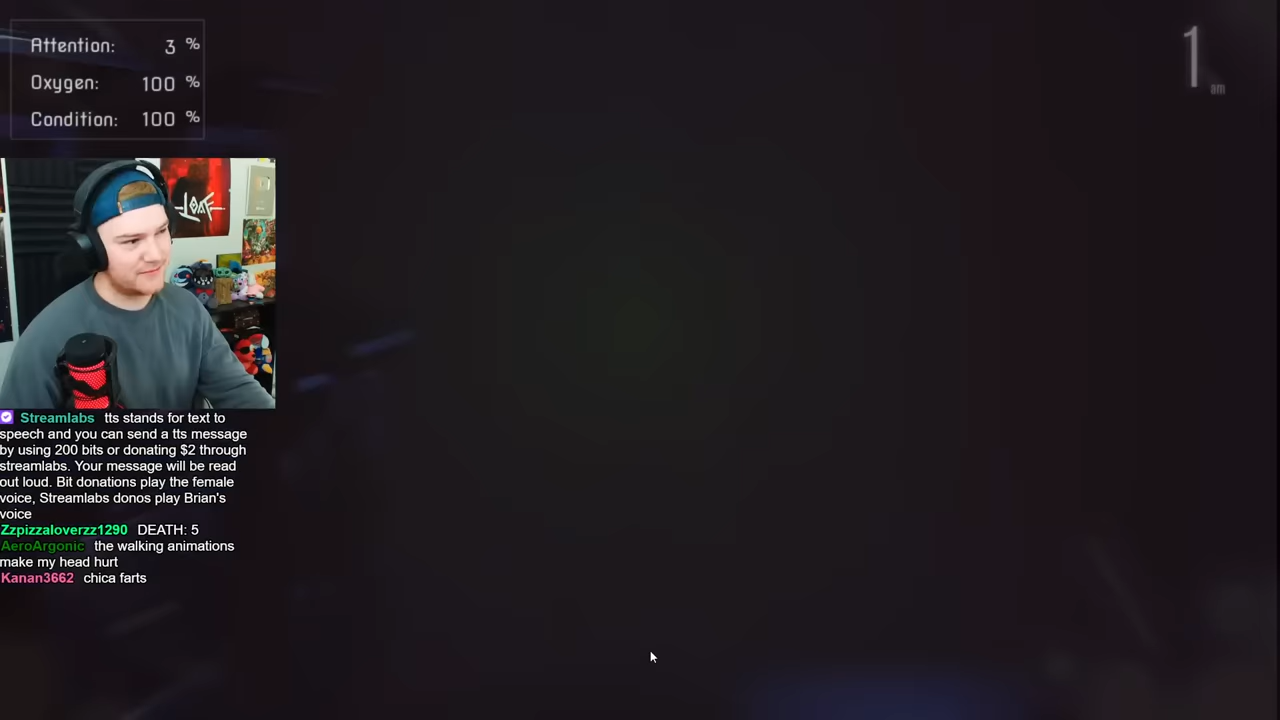 Attention: 3 %
Oxygen: 100 %
Condition: 100 %
1 am
LOAF
Streamlabs tts stands for text to
speech and you can send a tts message
by using 200 bits or donating $2 through
streamlabs. Your message will be read
out loud. Bit donations play the female
voice, Streamlabs donos play Brian's
voice
Zzpizzaloverzz1290 DEATH: 5
AeroArgonic the walking animations
make my head hurt
Kanan3662 chica farts